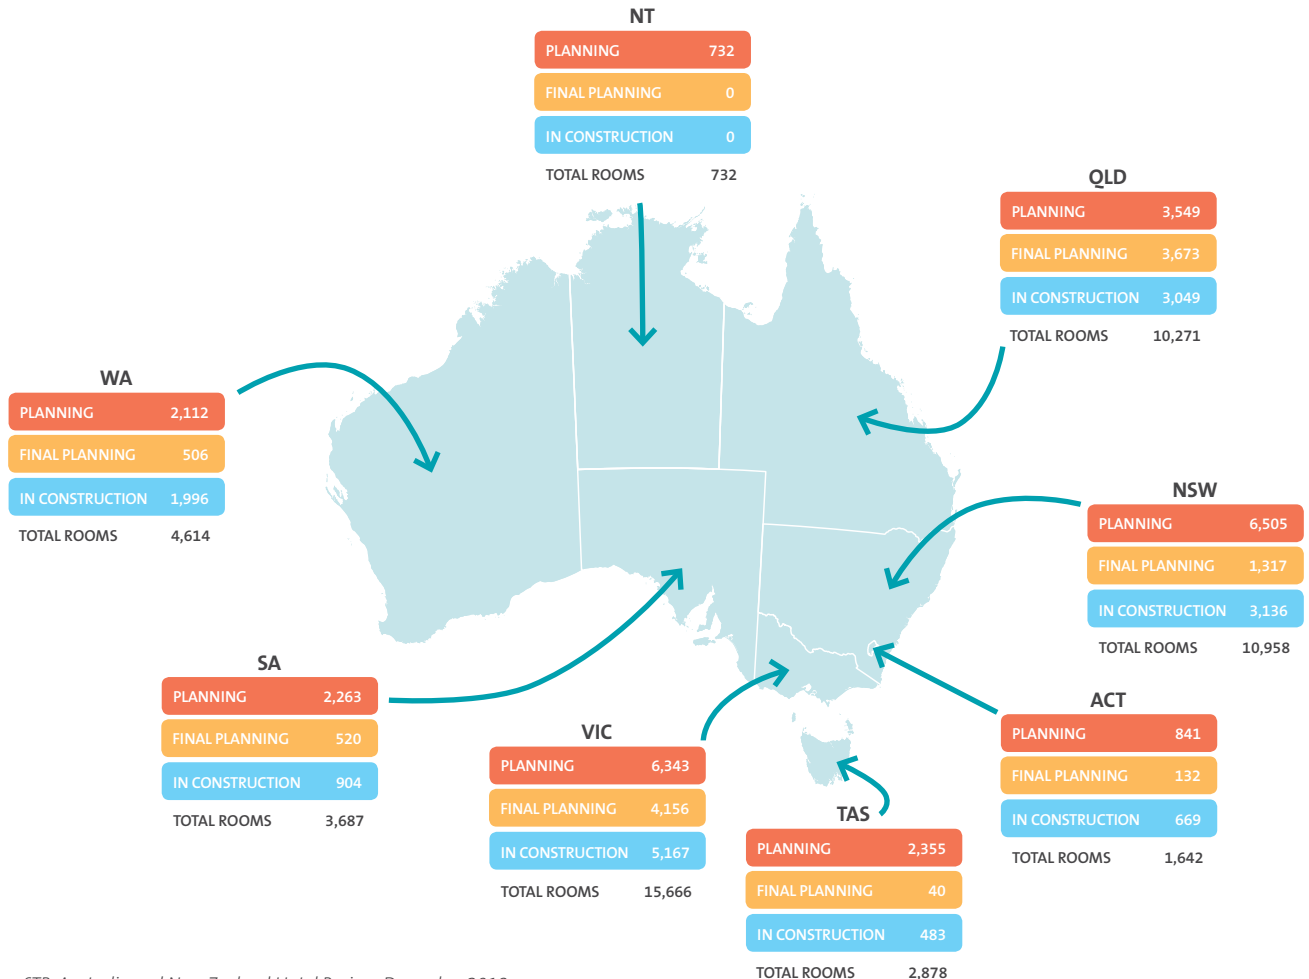 NT
PLANNING 732
FINAL PLANNING 0
IN CONSTRUCTION 0
TOTAL ROOMS 732
QLD
PLANNING 3,549
FINAL PLANNING 3,673
IN CONSTRUCTION 3,049
TOTAL ROOMS 10,271
WA
PLANNING 2,112
FINAL PLANNING 506
IN CONSTRUCTION 1,996
TOTAL ROOMS 4,614
NSW
PLANNING 6,505
FINAL PLANNING 1,317
IN CONSTRUCTION 3,136
TOTAL ROOMS 10,958
SA
PLANNING 2,263
FINAL PLANNING 520
IN CONSTRUCTION 904
TOTAL ROOMS 3,687
VIC
PLANNING 6,343
FINAL PLANNING 4,156
IN CONSTRUCTION 5,167
TOTAL ROOMS 15,666
ACT
PLANNING 841
FINAL PLANNING 132
IN CONSTRUCTION 669
TOTAL ROOMS 1,642
TAS
PLANNING 2,355
FINAL PLANNING 40
IN CONSTRUCTION 483
TOTAL ROOMS 2,878